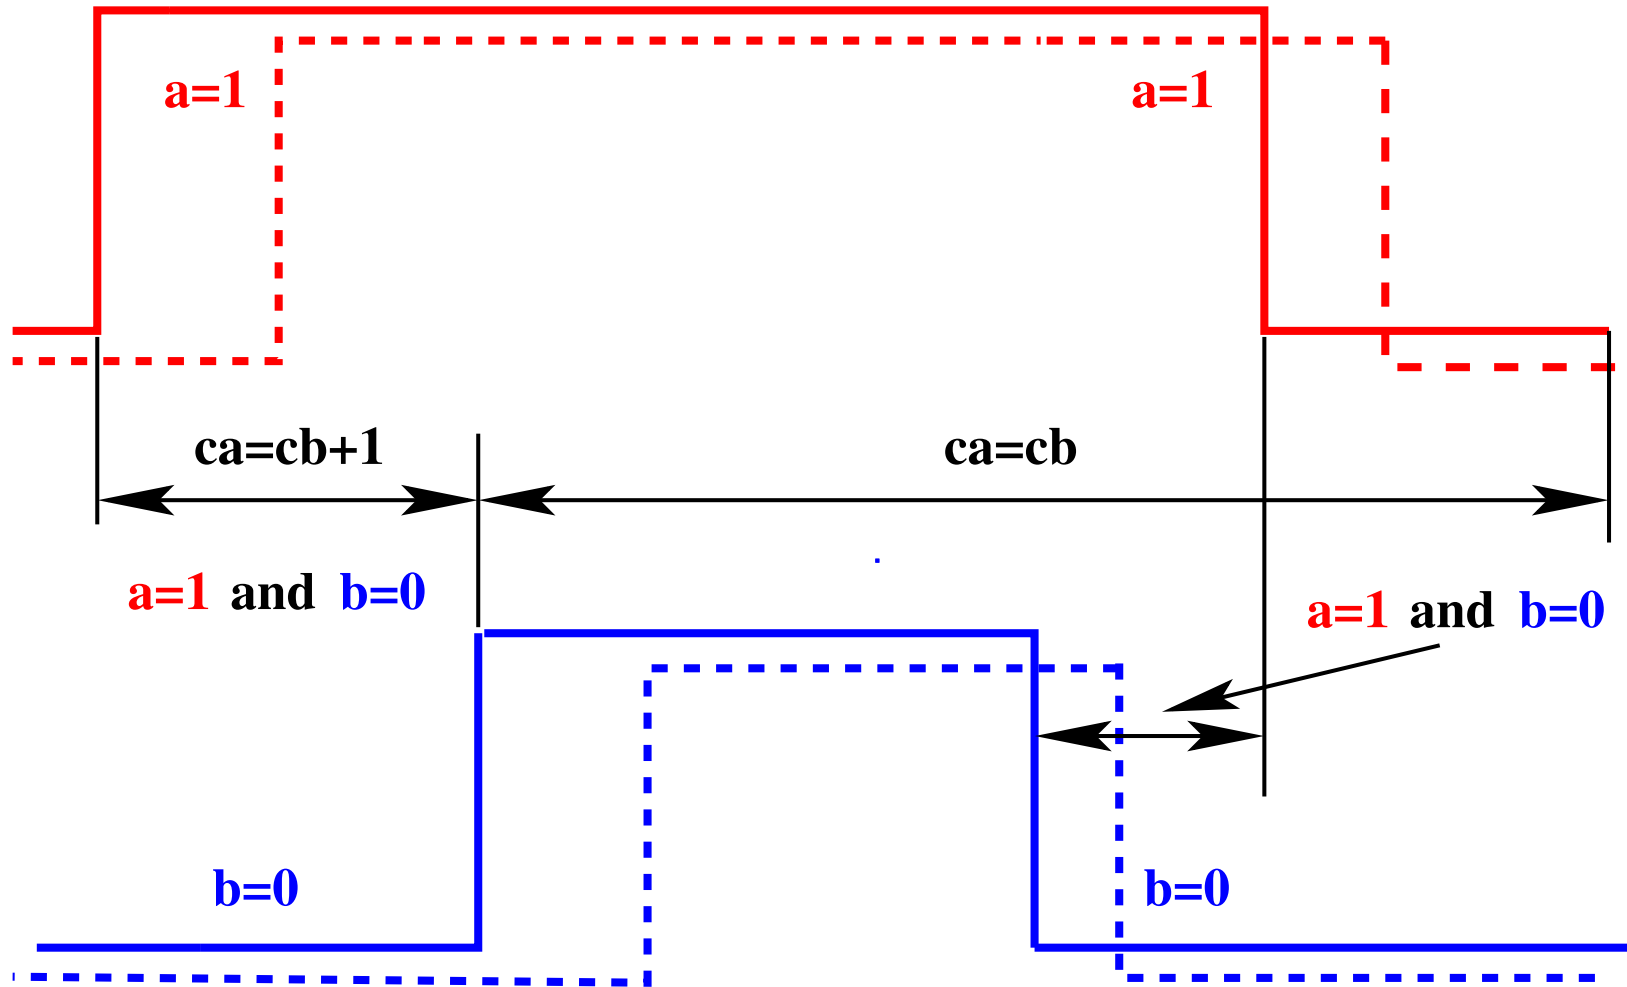 a=1 a=1
ca=cb+1 ca=cb
a=1 and b=0
a=1 and b=0
b=0 b=0